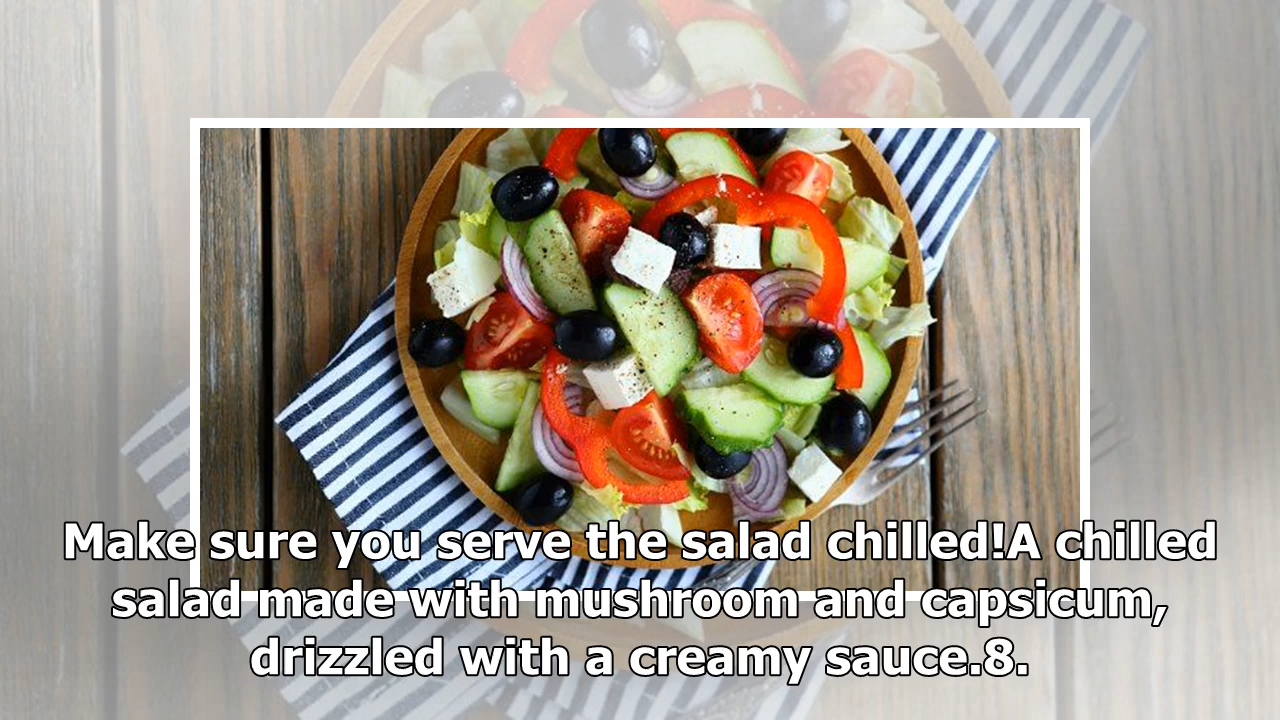 Make sure you serve the salad chilled!A chilled
salad made with mushroom and capsicum,
drizzled with a creamy sauce.8.